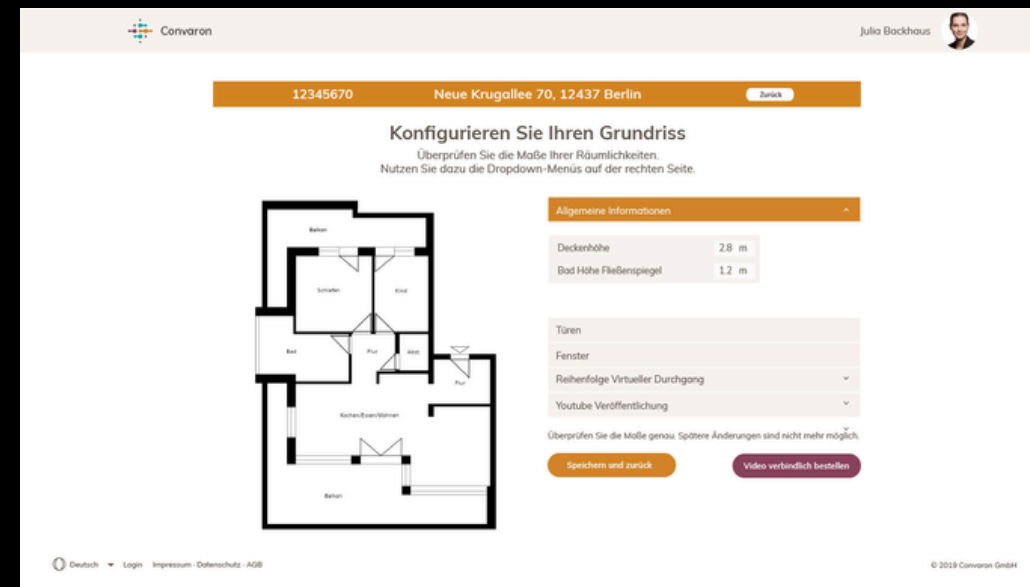 Convaron
Julia Backhaus
12345670 Neue Krugallee 70, 12437 Berlin Zurück
Konfigurieren Sie Ihren Grundriss
Überprüfen Sie die Maße Ihrer Räumlichkeiten.
Nutzen Sie dazu die Dropdown-Menüs auf der rechten Seite.
Balkon
Schlafen
Kind
Bad
Flur
Abst.
Flur
Kochen/Essen/Wohnen
Balkon
Allgemeine Informationen
Deckenhöhe 2.8 m
Bad Höhe Fließenspiegel 1.2 m
Türen
Fenster
Reihenfolge Virtueller Durchgang
Youtube Veröffentlichung
Überprüfen Sie die Maße genau. Spätere Änderungen sind nicht mehr möglich.
Speichern und zurück
Video verbindlich bestellen
Deutsch Login Impressum · Datenschutz · AGB
© 2019 Convaron GmbH